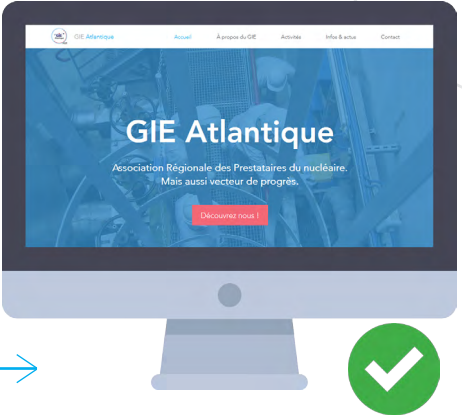 GIE Atlantique Accueil À propos du GIE Activités Infos & actus Contact
GIE Atlantique
Association Régionale des Prestataires du nucléaire.
Mais aussi vecteur de progrès.
Découvrez nous !